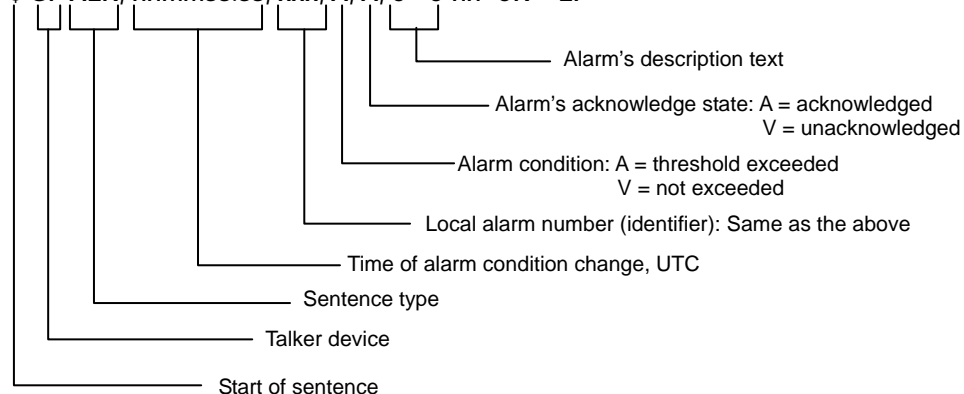 Alarm's description text
Alarm's acknowledge state: A = acknowledged
V = unacknowledged
Alarm condition: A = threshold exceeded
V = not exceeded
Local alarm number (identifier): Same as the above
Time of alarm condition change, UTC
Sentence type
Talker device
Start of sentence